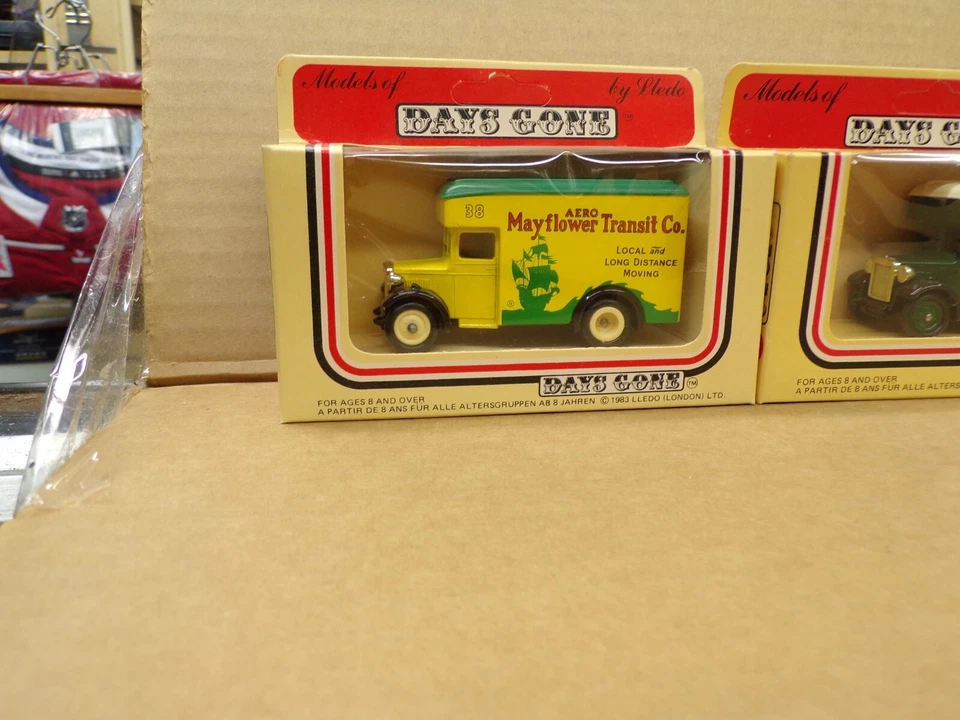 Models of by Lledo
DAYS GONE TM
38
AERO
Mayflower Transit Co.
LOCAL and
LONG DISTANCE
MOVING
®
DAYS GONE TM
FOR AGES 8 AND OVER
A PARTIR DE 8 ANS FÜR ALLE ALTERSGRUPPEN AB 8 JAHREN © 1983 LLEDO (LONDON) LTD.
Models of
DAYS G
FOR AGES 8 AND OVER
A PARTIR DE 8 ANS FÜR ALLE ALTERS